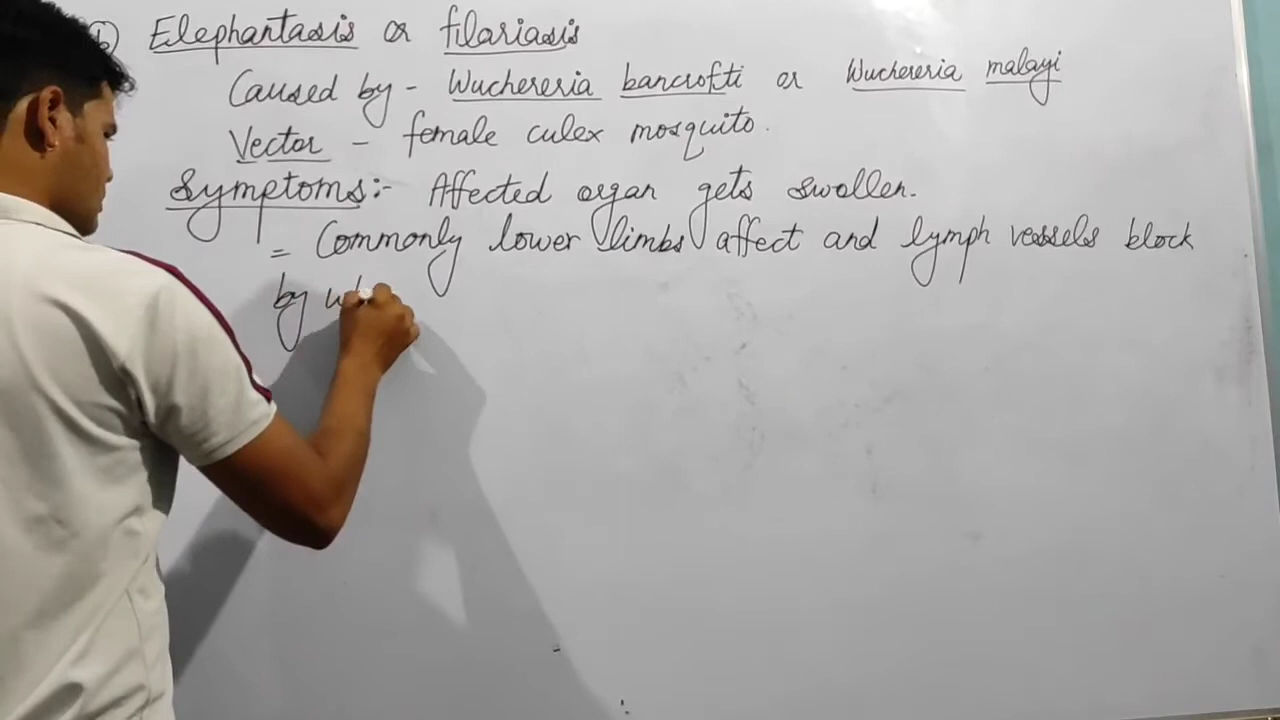 b) Elephantasis or filariasis
Caused by - Wuchereria bancrofti or Wuchereria malayi
Vector - female culex mosquito.
Symptoms:- Affected organ gets swollen.
= Commonly lower limbs affect and lymph vessels block
by